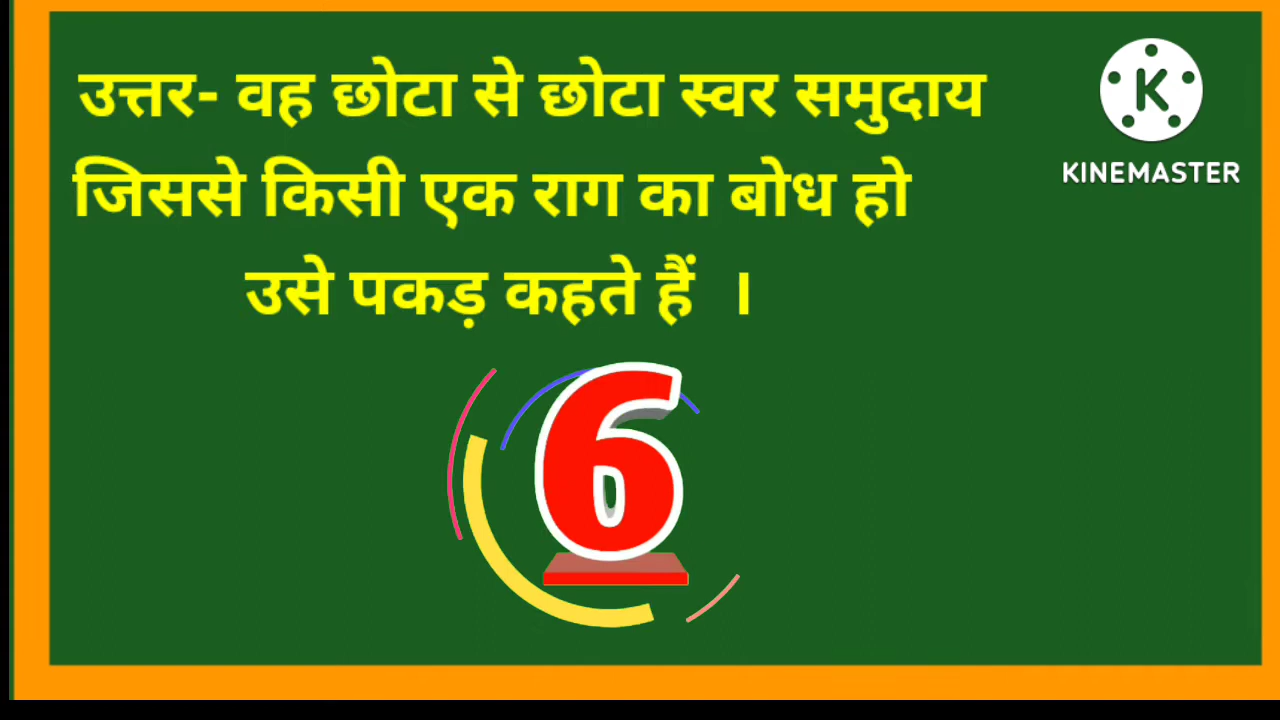 उत्तर- वह छोटा से छोटा स्वर समुदाय
जिससे किसी एक राग का बोध हो
उसे पकड़ कहते हैं ।
K
KINEMASTER
6